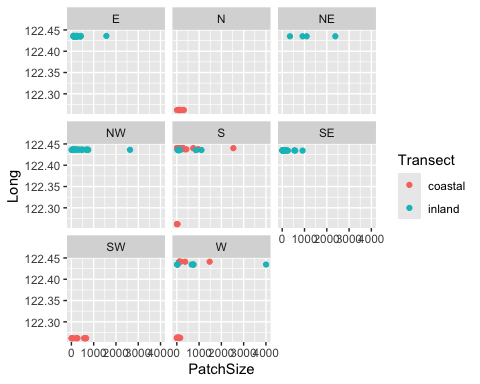 E N NE
122.45
122.40
122.35
122.30
NW S SE
122.45
122.40
122.35
122.30
Long
Transect
coastal
inland
0 1000 2000 3000 4000
SW W
122.45
122.40
122.35
122.30
0 1000 2000 3000 4000 0 1000 2000 3000 4000
PatchSize